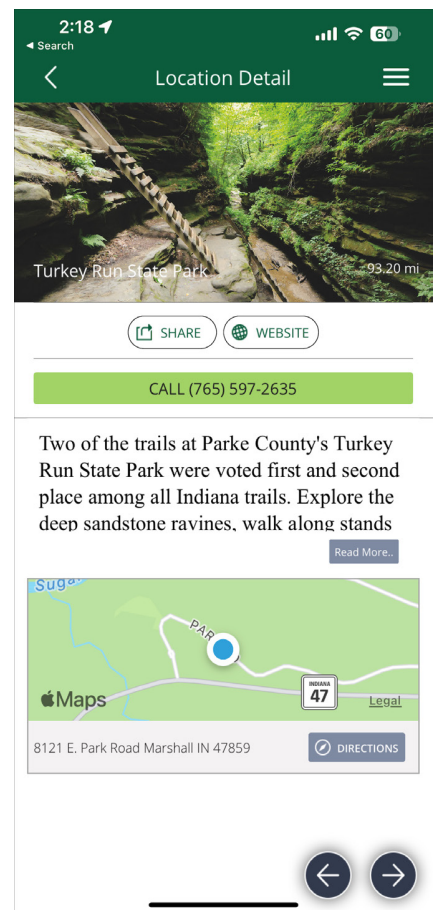 2:18
60
Search
Location Detail
Turkey Run State Park
93.20 mi
SHARE
WEBSITE
CALL (765) 597-2635
Two of the trails at Parke County's Turkey
Run State Park were voted first and second
place among all Indiana trails. Explore the
deep sandstone ravines, walk along stands
Read More..
Sugar
PAR
INDIANA
47
Maps
Legal
8121 E. Park Road Marshall IN 47859
DIRECTIONS